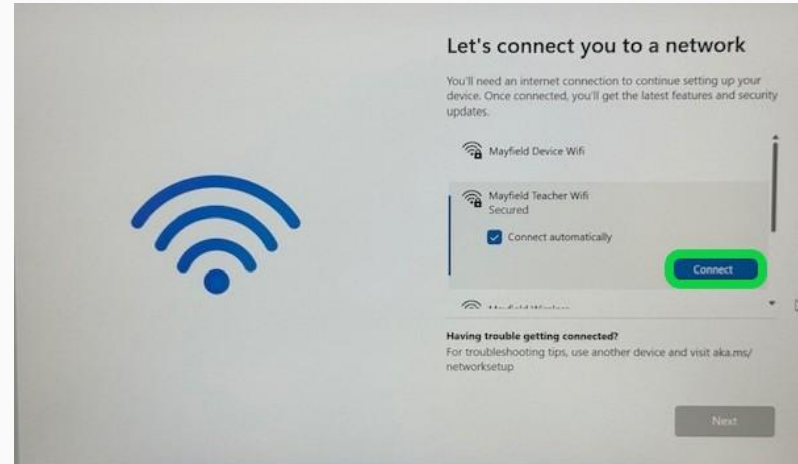 Let's connect you to a network
You'll need an internet connection to continue setting up your
device. Once connected, you'll get the latest features and security
updates.
Mayfield Device Wifi
Mayfield Teacher Wifi
Secured
Connect automatically
Connect
Having trouble getting connected?
For troubleshooting tips, use another device and visit aka.ms/
networksetup
Next